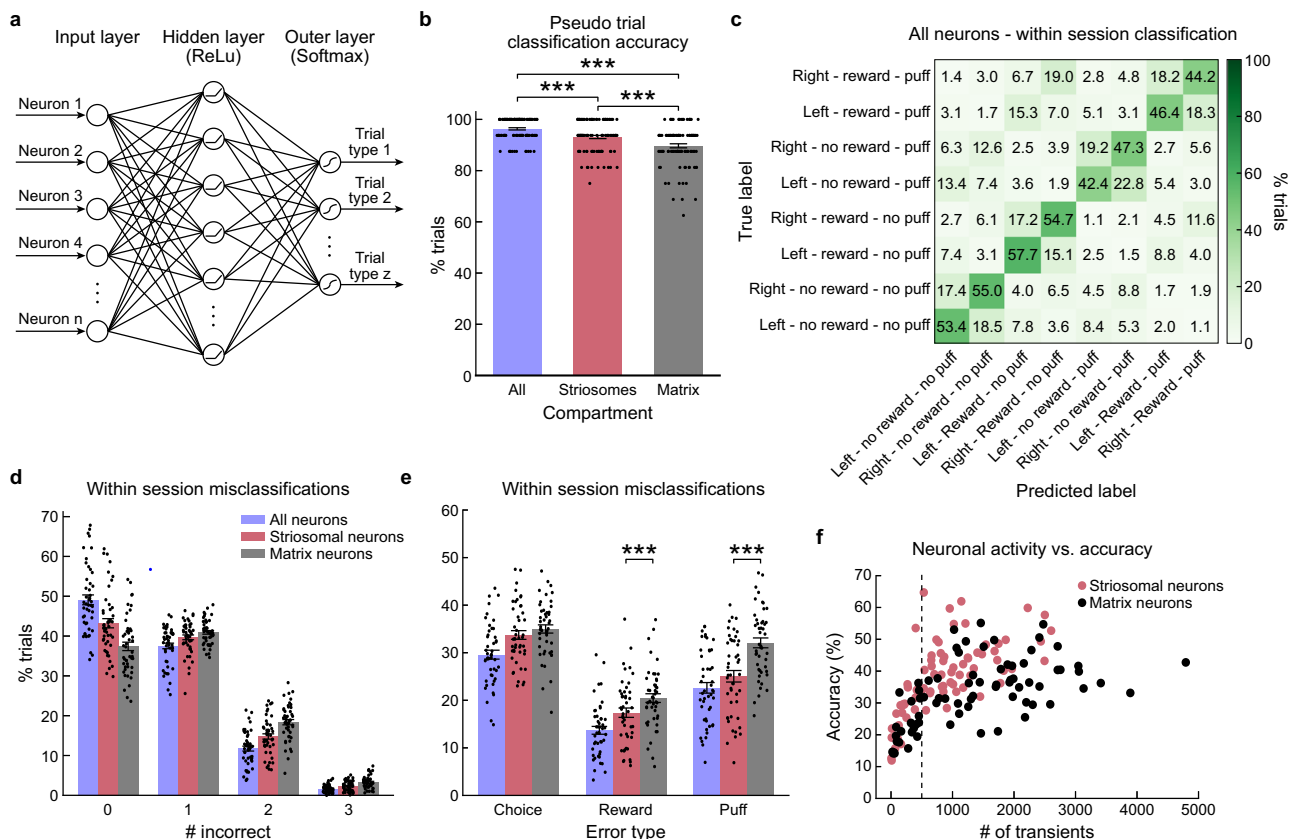 a
Input layer
Hidden layer
(ReLu)
Outer layer
(Softmax)
Neuron 1
Neuron 2
Neuron 3
Neuron 4
Neuron n
Trial
type 1
Trial
type 2
Trial
type z
b
Pseudo trial
classification accuracy
***
***
***
% trials
100
80
60
40
20
0
All
Striosomes
Matrix
Compartment
c
All neurons - within session classification
True label
Right - reward - puff 1.4 3.0 6.7 19.0 2.8 4.8 18.2 44.2
Left - reward - puff 3.1 1.7 15.3 7.0 5.1 3.1 46.4 18.3
Right - no reward - puff 6.3 12.6 2.5 3.9 19.2 47.3 2.7 5.6
Left - no reward - puff 13.4 7.4 3.6 1.9 42.4 22.8 5.4 3.0
Right - reward - no puff 2.7 6.1 17.2 54.7 1.1 2.1 4.5 11.6
Left - reward - no puff 7.4 3.1 57.7 15.1 2.5 1.5 8.8 4.0
Right - no reward - no puff 17.4 55.0 4.0 6.5 4.5 8.8 1.7 1.9
Left - no reward - no puff 53.4 18.5 7.8 3.6 8.4 5.3 2.0 1.1
Left - no reward - no puff
Right - no reward - no puff
Left - Reward - no puff
Right - Reward - no puff
Left - no reward - puff
Right - no reward - puff
Left - Reward - puff
Right - Reward - puff
Predicted label
100
80
60
40
20
0
% trials
d
Within session misclassifications
All neurons
Striosomal neurons
Matrix neurons
% trials
70
60
50
40
30
20
10
0
0
1
2
3
# incorrect
e
Within session misclassifications
***
***
60
50
40
30
20
10
0
Choice
Reward
Puff
Error type
f
Neuronal activity vs. accuracy
Striosomal neurons
Matrix neurons
Accuracy (%)
80
70
60
50
40
30
20
10
0
0
1000
2000
3000
4000
5000
# of transients